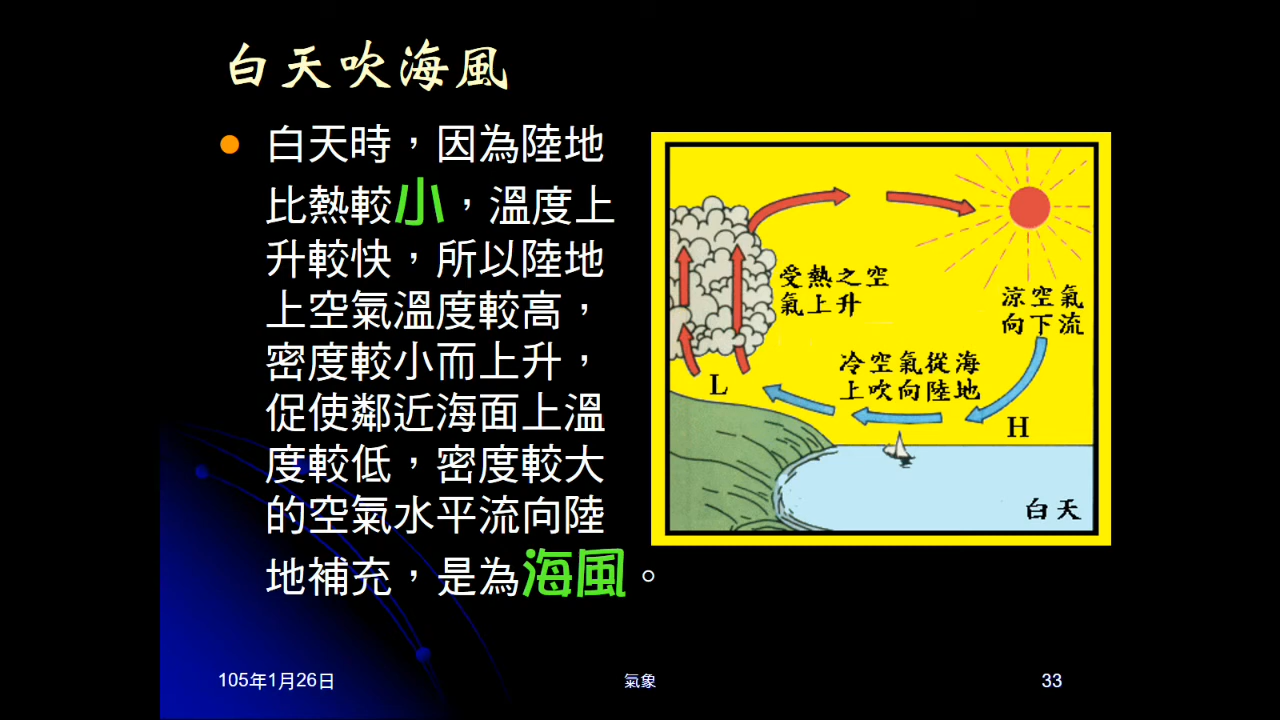 白天吹海風
白天時，因為陸地
比熱較小，溫度上
升較快，所以陸地
上空氣溫度較高，
密度較小而上升，
促使鄰近海面上溫
度較低，密度較大
的空氣水平流向陸
地補充，是為海風。
受熱之空
氣上升
涼空氣
向下流
冷空氣從海
上吹向陸地
L
H
白天
105年1月26日
氣象
33